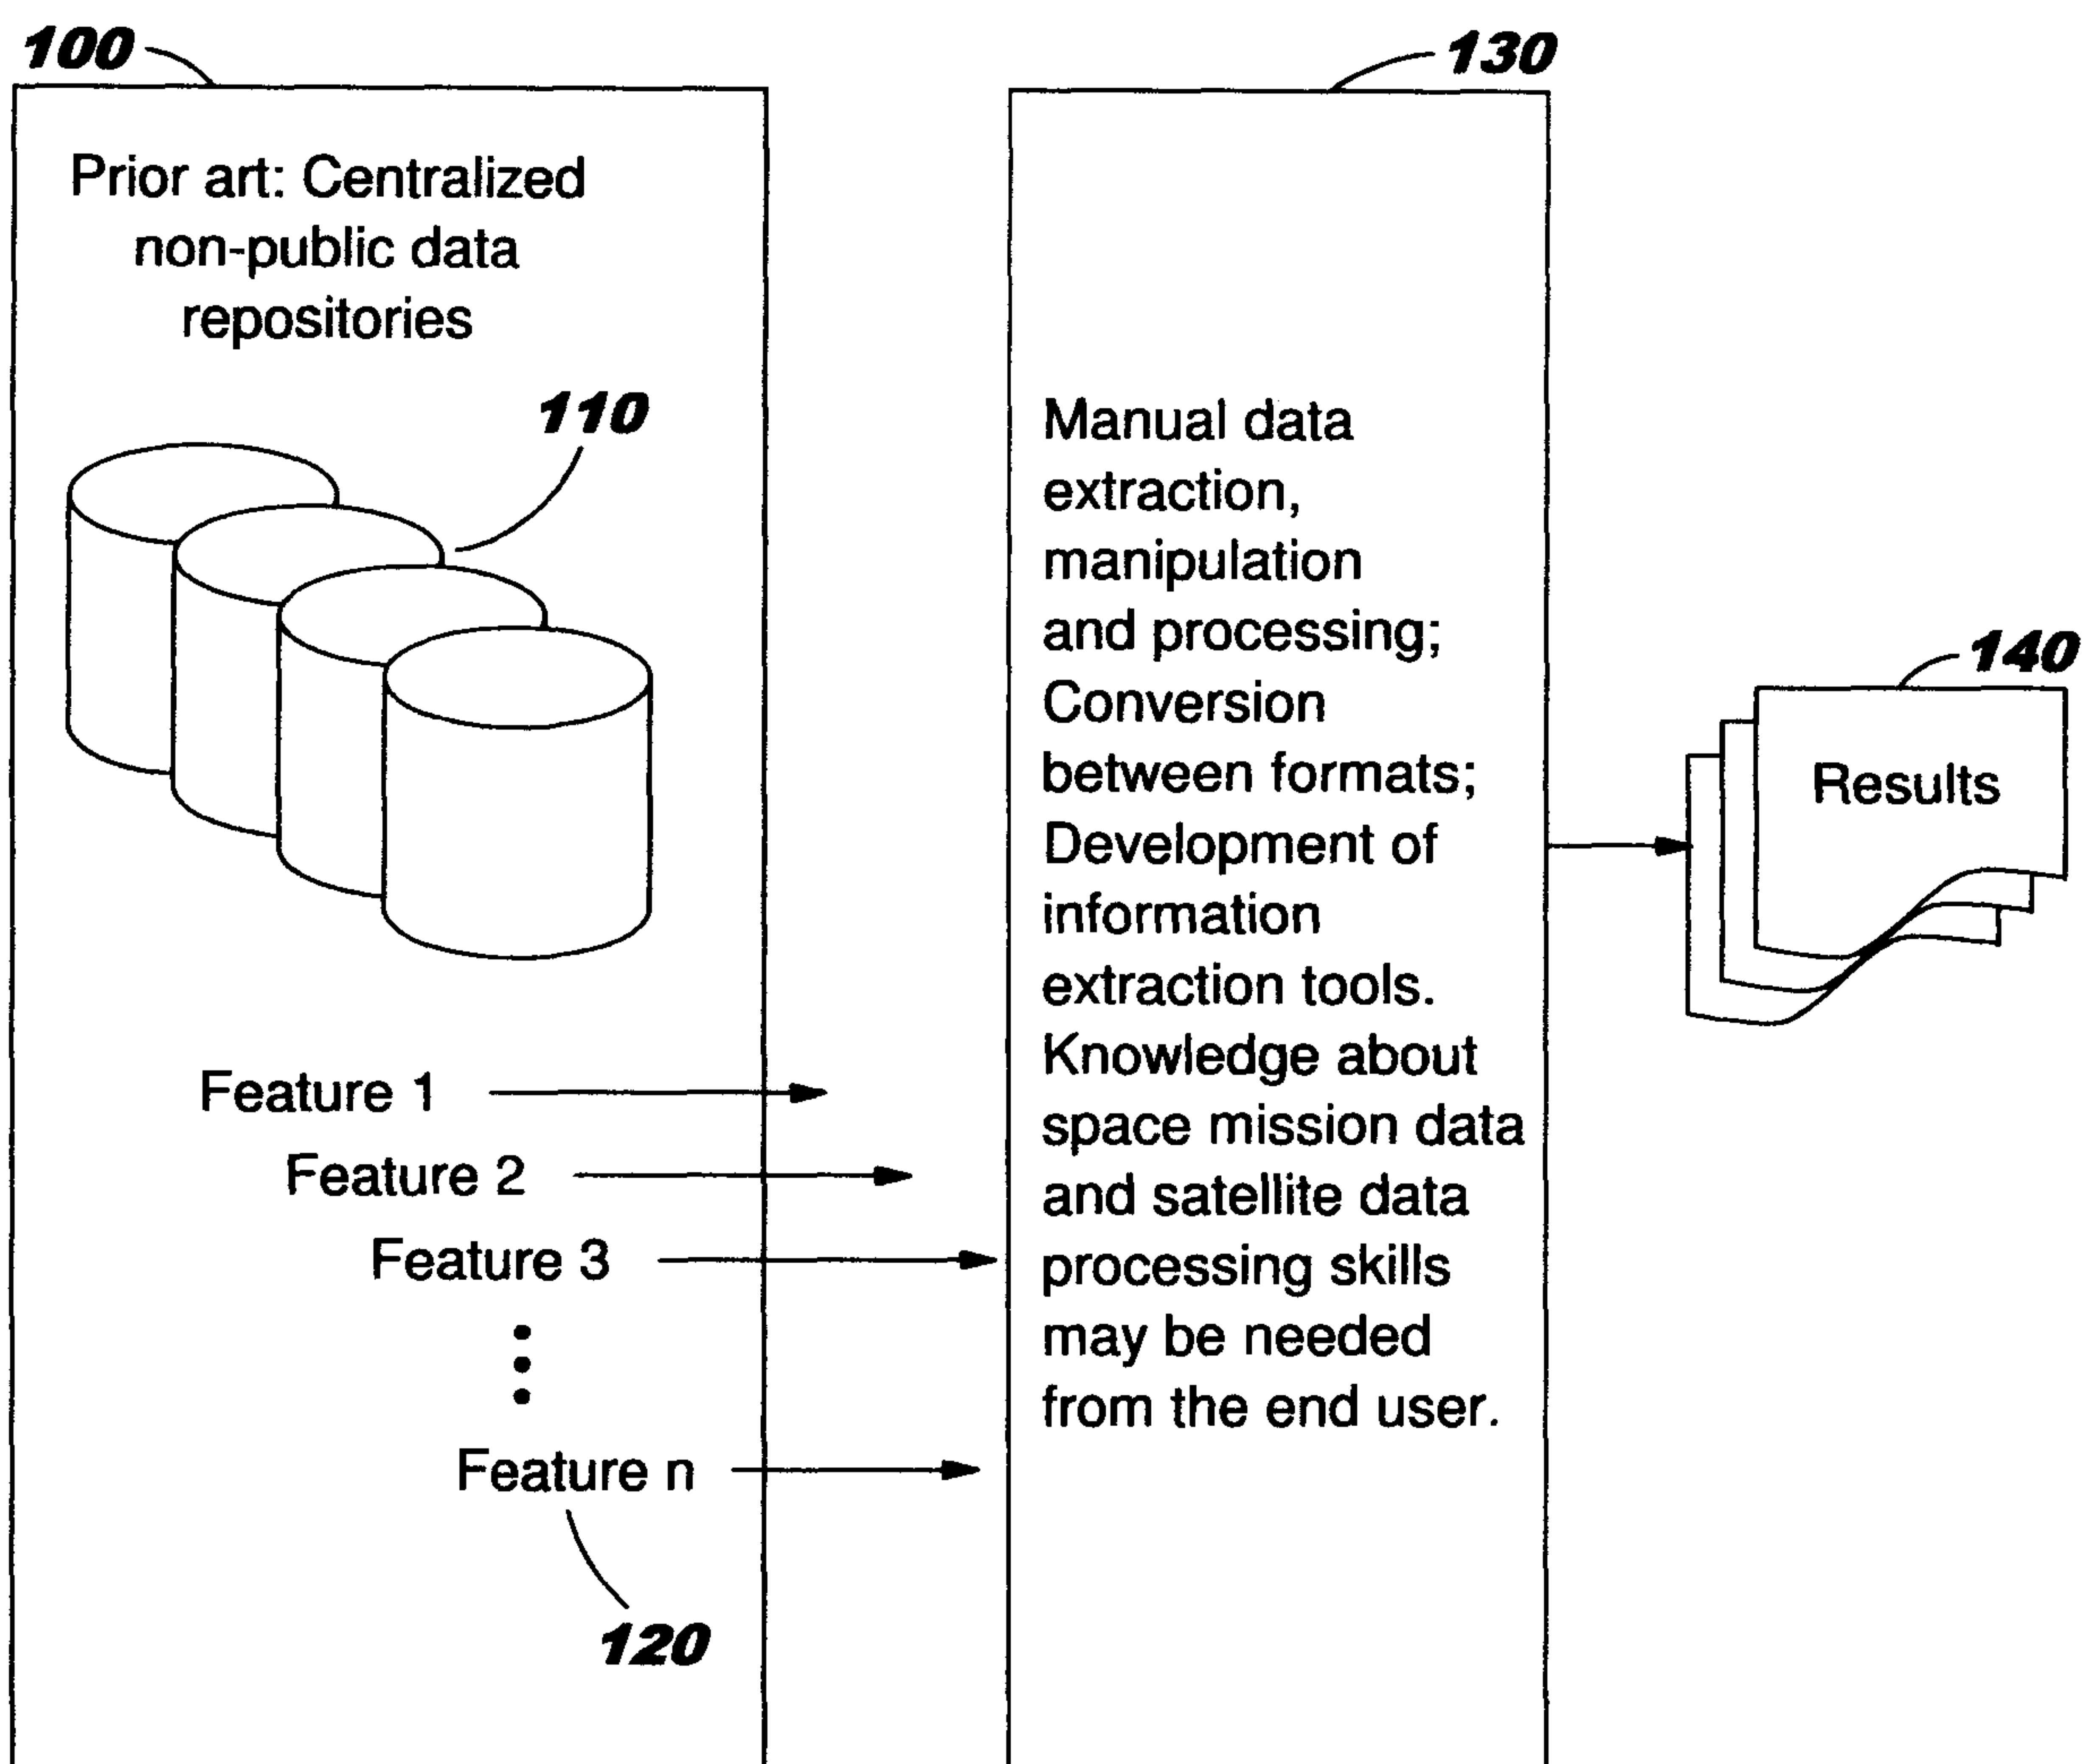 100
Prior art: Centralized
non-public data
repositories
110
Feature 1
Feature 2
Feature 3
Feature n
120
130
Manual data
extraction,
manipulation
and processing;
Conversion
between formats;
Development of
information
extraction tools.
Knowledge about
space mission data
and satellite data
processing skills
may be needed
from the end user.
140
Results